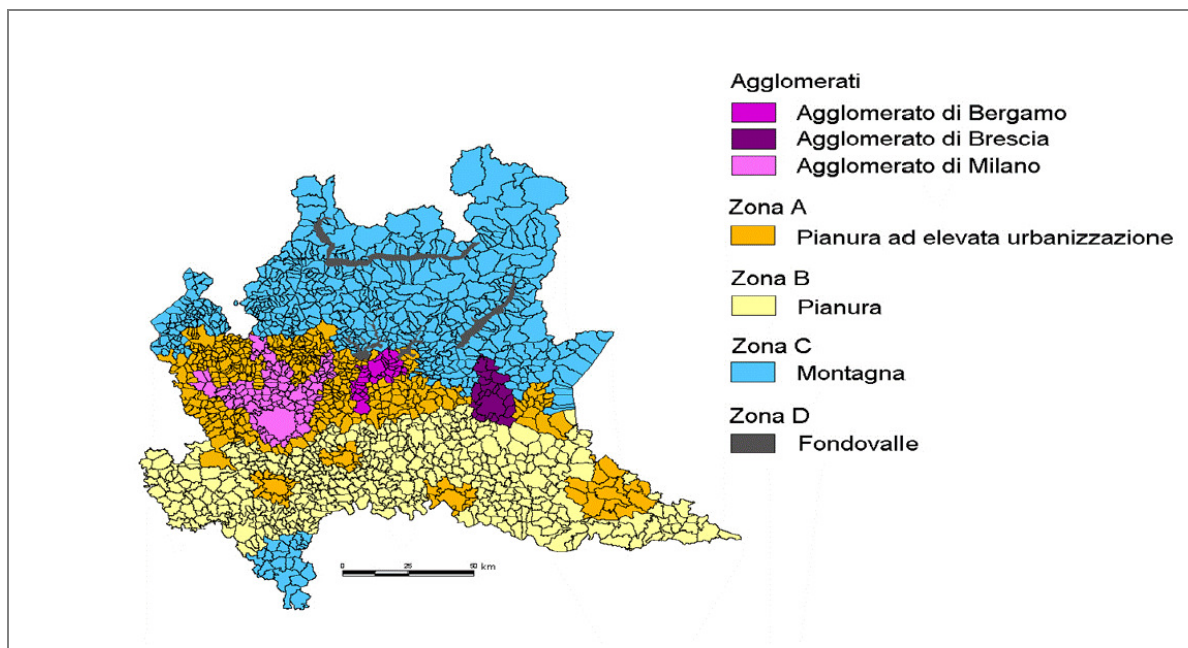 Agglomerati
Agglomerato di Bergamo
Agglomerato di Brescia
Agglomerato di Milano
Zona A
Pianura ad elevata urbanizzazione
Zona B
Pianura
Zona C
Montagna
Zona D
Fondovalle
0 25 50
km